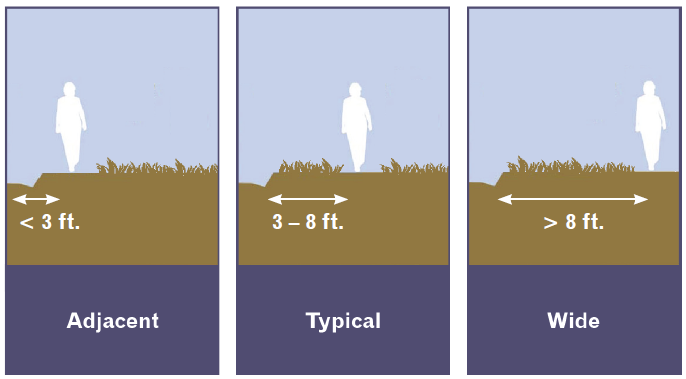 < 3 ft.
3 – 8 ft.
> 8 ft.
Adjacent
Typical
Wide